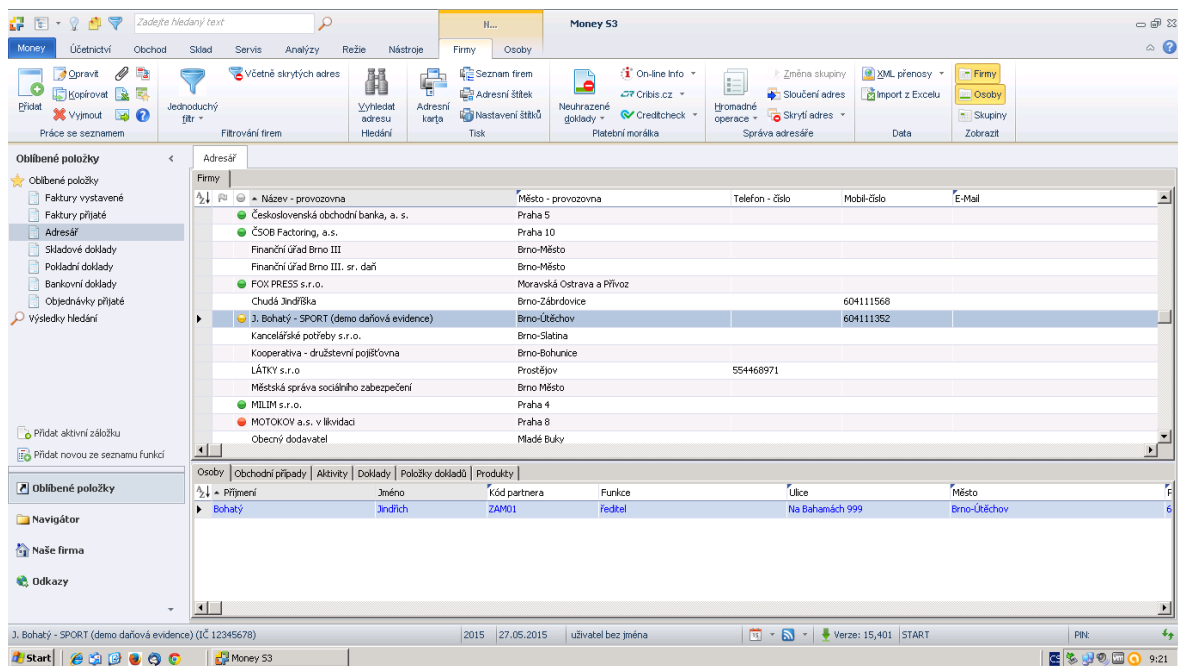 Zadejte hledaný text
N...
Money S3
Money Účetnictví Obchod Sklad Servis Analýzy Režie Nástroje Firmy Osoby
Přidat
Opravit
Kopírovat
Vyjmout
Práce se seznamem
Jednoduchý filtr
Včetně skrytých adres
Filtrování firem
Vyhledat adresu
Hledání
Adresní karta
Seznam firem
Adresní štítek
Nastavení štítků
Tisk
Neuhrazené doklady
On-line Info
Cribis.cz
Creditcheck
Platební morálka
Hromadné operace
Změna skupiny
Sloučení adres
Skrytí adres
Správa adresáře
XML přenosy
Import z Excelu
Data
Firmy
Osoby
Skupiny
Zobrazit
Oblíbené položky
Oblíbené položky
Faktury vystavené
Faktury přijaté
Adresář
Skladové doklady
Pokladní doklady
Bankovní doklady
Objednávky přijaté
Výsledky hledání
Přidat aktivní záložku
Přidat novou ze seznamu funkcí
Oblíbené položky
Navigátor
Naše firma
Odkazy
Adresář
Firmy
Název - provozovna Město - provozovna Telefon - číslo Mobil-číslo E-Mail
Československá obchodní banka, a. s. Praha 5
ČSOB Factoring, a.s. Praha 10
Finanční úřad Brno III Brno-Město
Finanční úřad Brno III. sr. daň Brno-Město
FOX PRESS s.r.o. Moravská Ostrava a Přívoz
Chudá Jindřiška Brno-Zábrdovice 604111568
J. Bohatý - SPORT (demo daňová evidence) Brno-Útěchov 604111352
Kancelářské potřeby s.r.o. Brno-Slatina
Kooperativa - družstevní pojišťovna Brno-Bohunice
LÁTKY s.r.o Prostějov 554468971
Městská správa sociálního zabezpečení Brno Město
MILIM s.r.o. Praha 4
MOTOKOV a.s. v likvidaci Praha 8
Obecný dodavatel Mladé Buky
Osoby Obchodní případy Aktivity Doklady Položky dokladů Produkty
Příjmení Jméno Kód partnera Funkce Ulice Město
Bohatý Jindřich ZAM01 ředitel Na Bahamách 999 Brno-Útěchov 6
J. Bohatý - SPORT (demo daňová evidence) (IČ 12345678) 2015 27.05.2015 uživatel bez jména Verze: 15,401 START PIN:
Start Money S3 CS 9:21